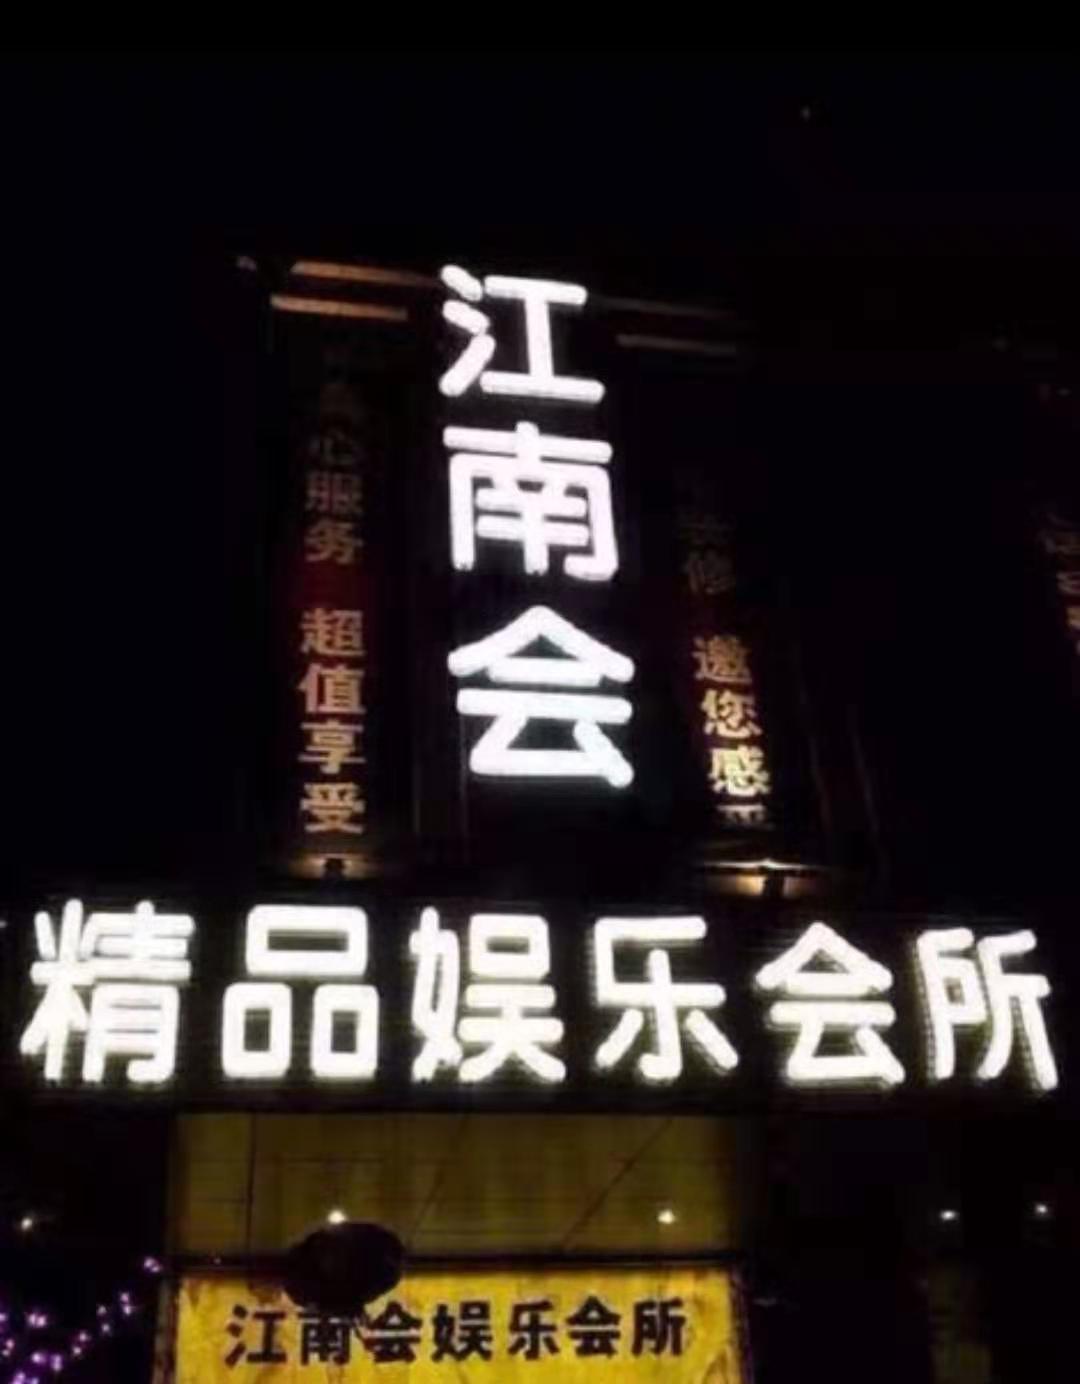 江南会
心服务 超值享受
修 邀您感
精品娱乐会所
江南会娱乐会所